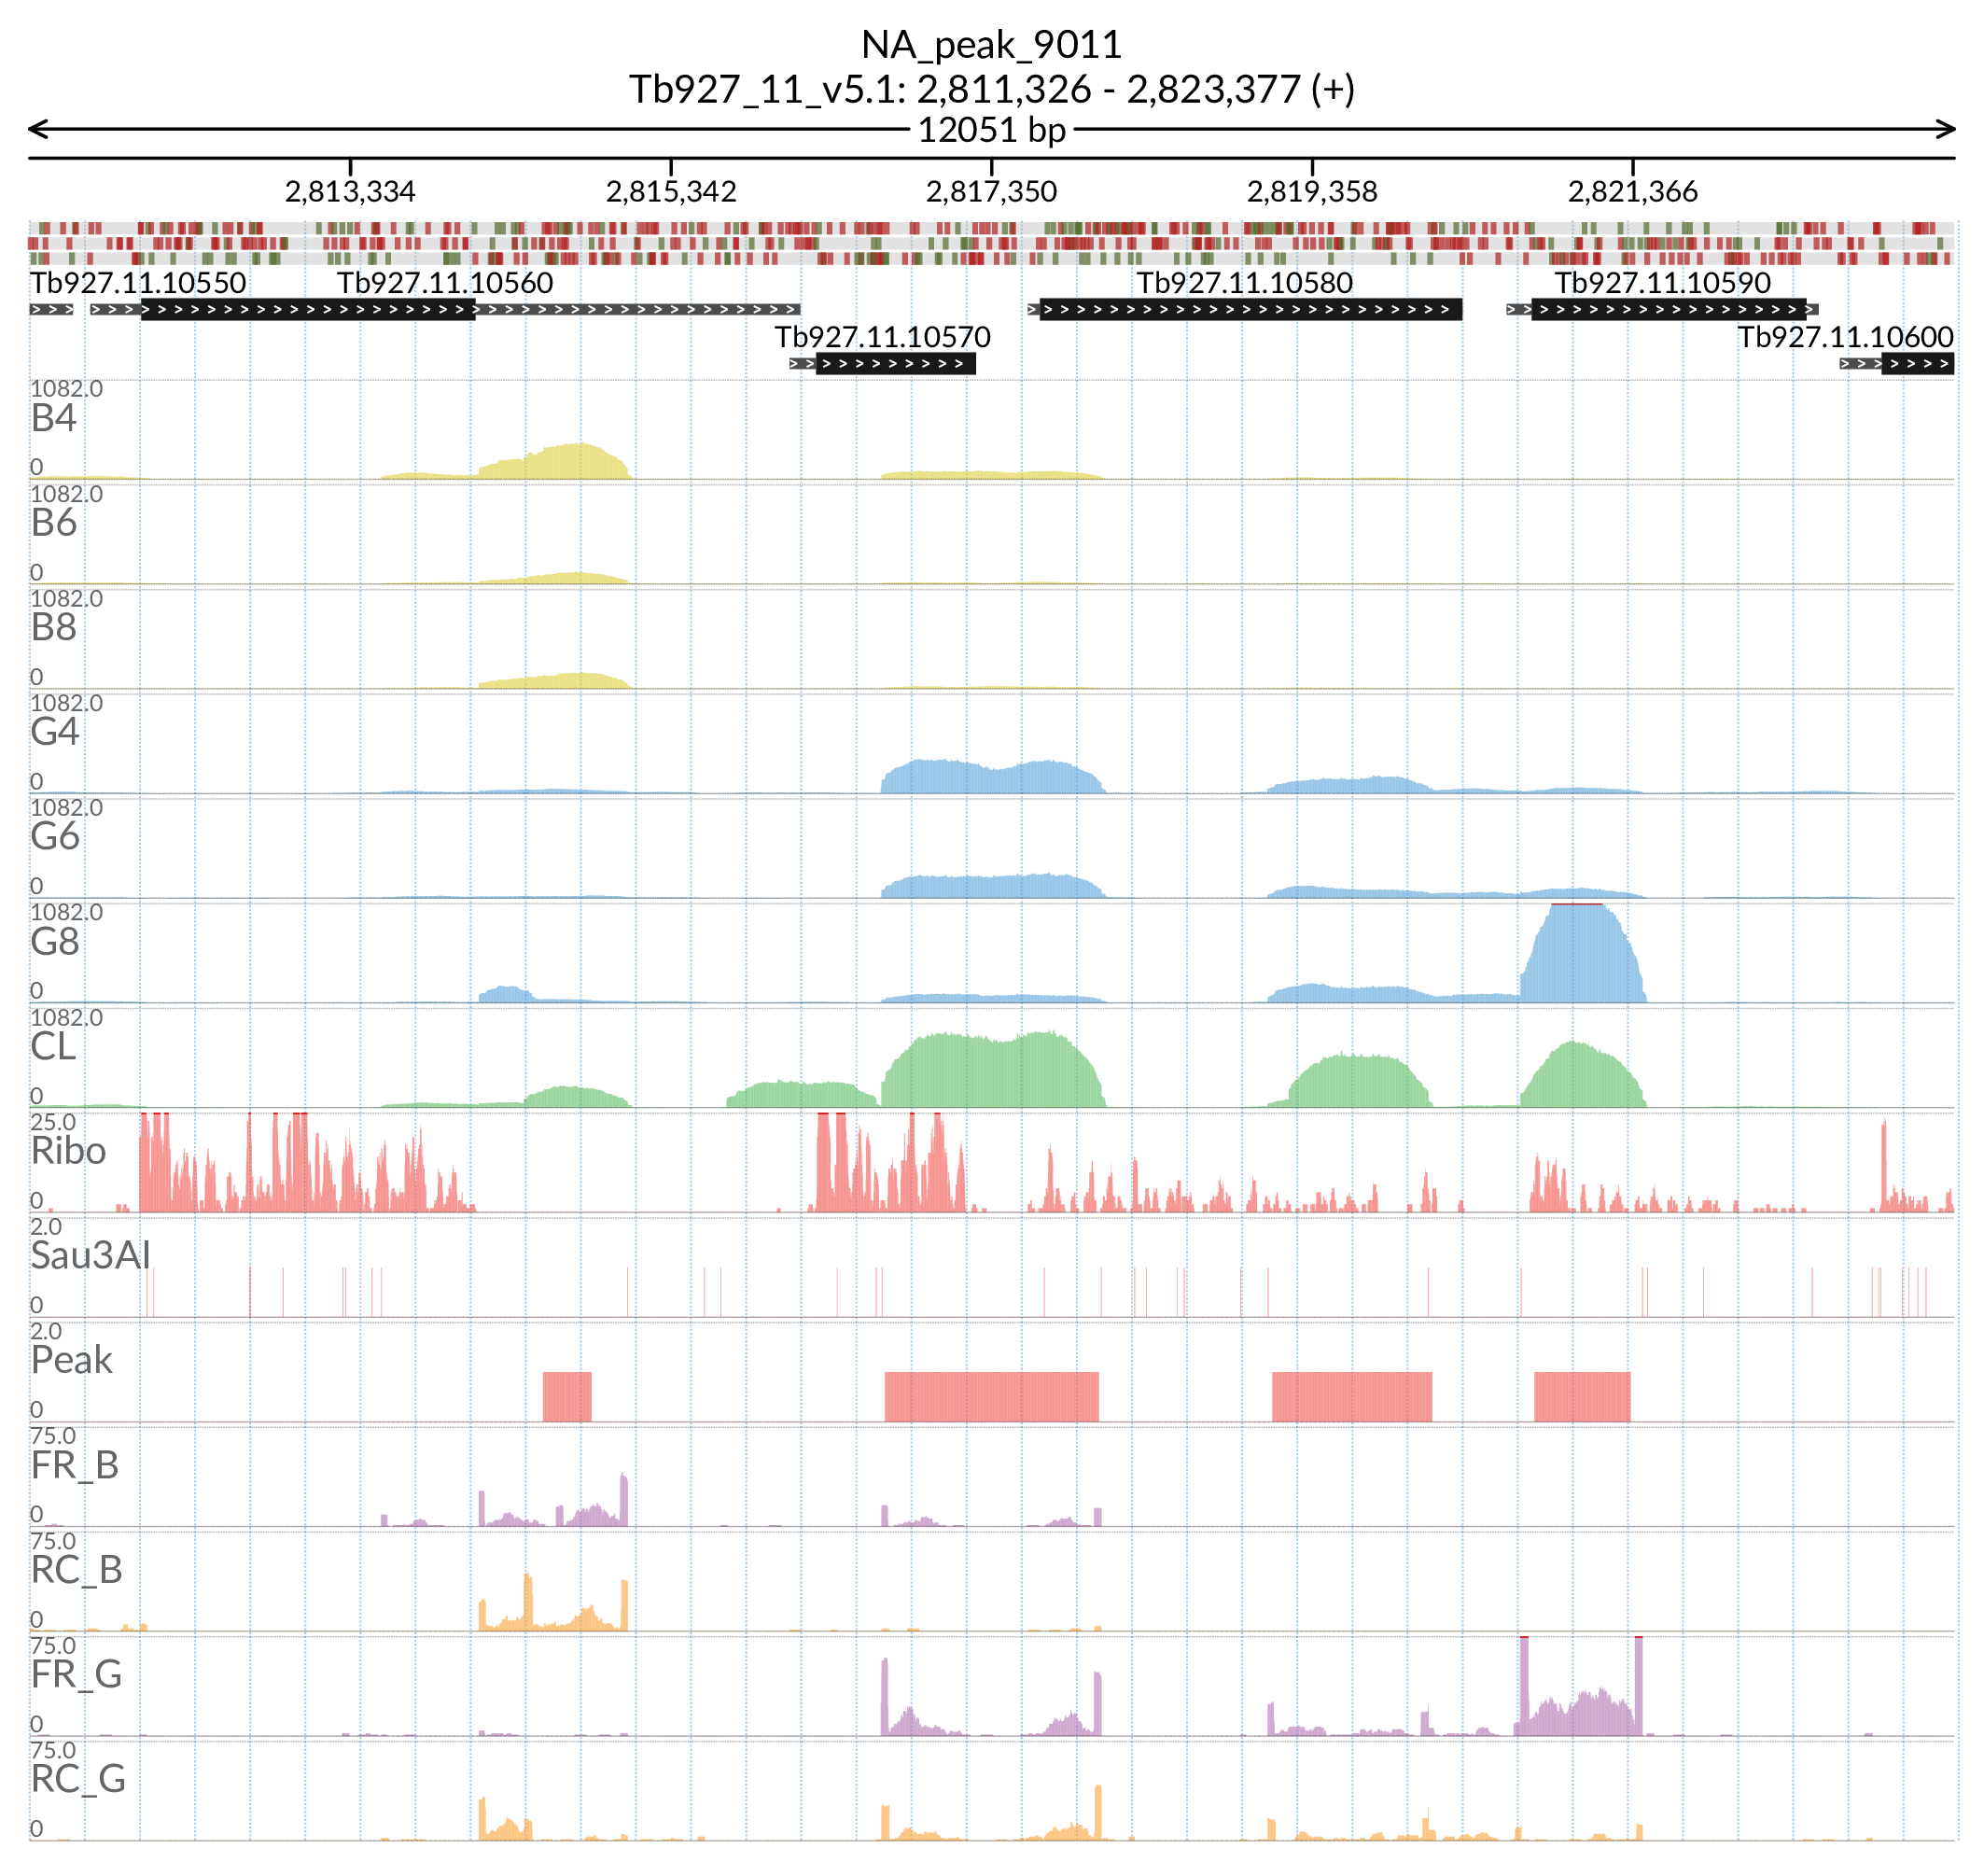 NA_peak_9011
Tb927_11_v5.1: 2,811,326 - 2,823,377 (+)
12051 bp
2,813,334 2,815,342 2,817,350 2,819,358 2,821,366
Tb927.11.10550 Tb927.11.10560 Tb927.11.10580 Tb927.11.10590
Tb927.11.10570 Tb927.11.10600
1082.0
B4
0
1082.0
B6
0
1082.0
B8
0
1082.0
G4
0
1082.0
G6
0
1082.0
G8
0
1082.0
CL
0
25.0
Ribo
0
2.0
Sau3AI
0
2.0
Peak
0
75.0
FR_B
0
75.0
RC_B
0
75.0
FR_G
0
75.0
RC_G
0